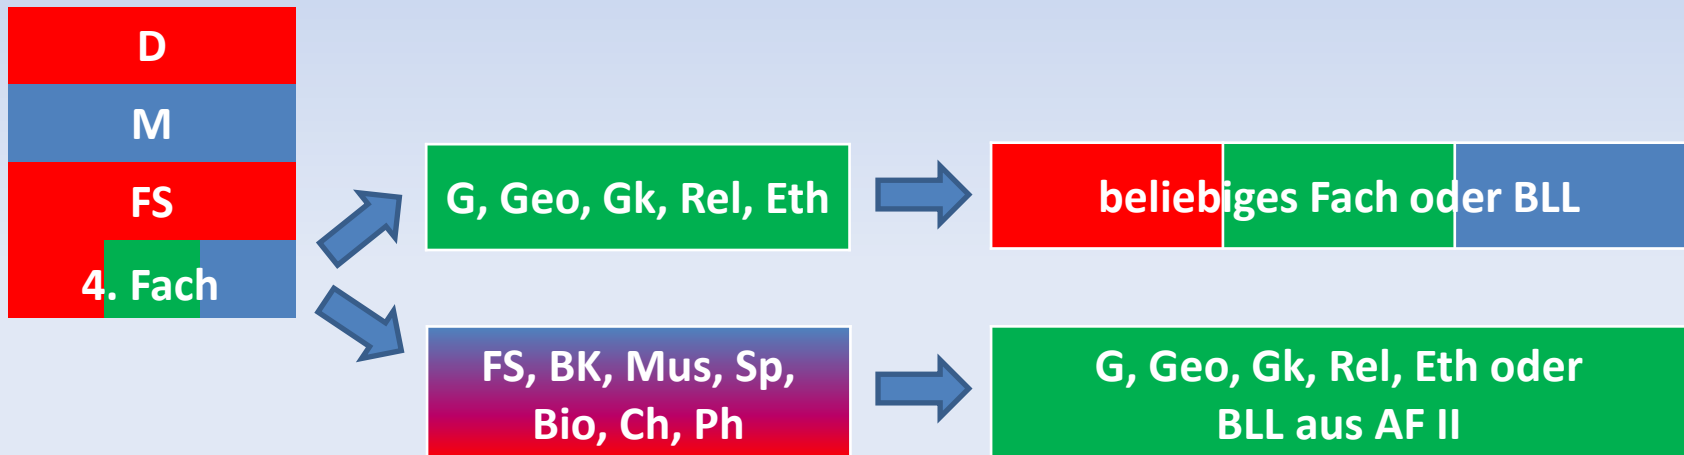 D
M
FS
4. Fach
G, Geo, Gk, Rel, Eth
beliebiges Fach oder BLL
FS, BK, Mus, Sp,
Bio, Ch, Ph
G, Geo, Gk, Rel, Eth oder
BLL aus AF II